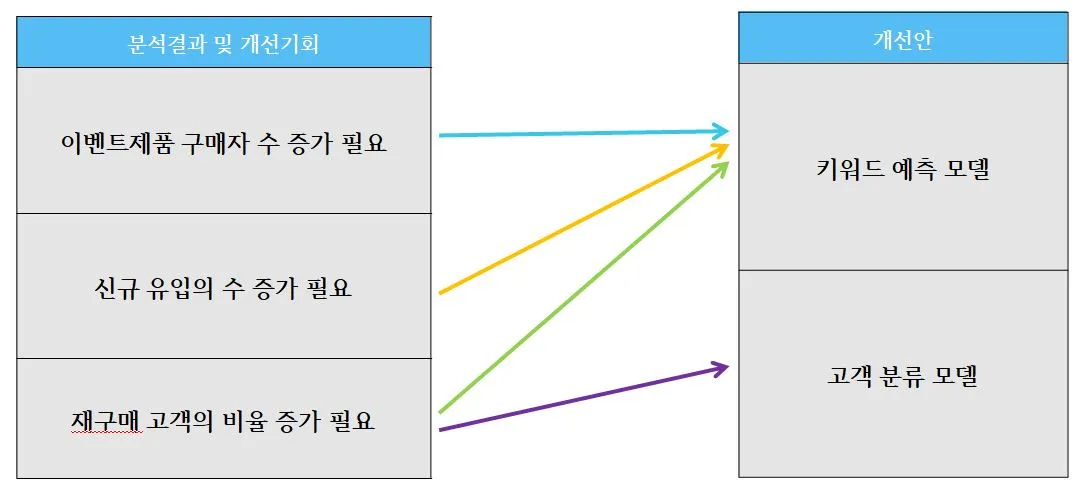 분석결과 및 개선기회
이벤트제품 구매자 수 증가 필요
신규 유입의 수 증가 필요
재구매 고객의 비율 증가 필요
개선안
키워드 예측 모델
고객 분류 모델